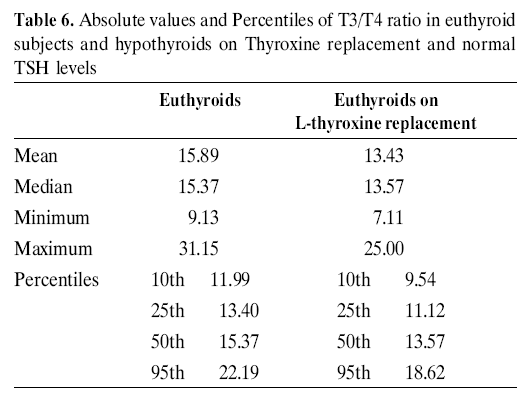 Table 6. Absolute values and Percentiles of T3/T4 ratio in euthyroid
subjects and hypothyroids on Thyroxine replacement and normal
TSH levels
Euthyroids Euthyroids on
L-thyroxine replacement
Mean 15.89 13.43
Median 15.37 13.57
Minimum 9.13 7.11
Maximum 31.15 25.00
Percentiles 10th 11.99 10th 9.54
25th 13.40 25th 11.12
50th 15.37 50th 13.57
95th 22.19 95th 18.62